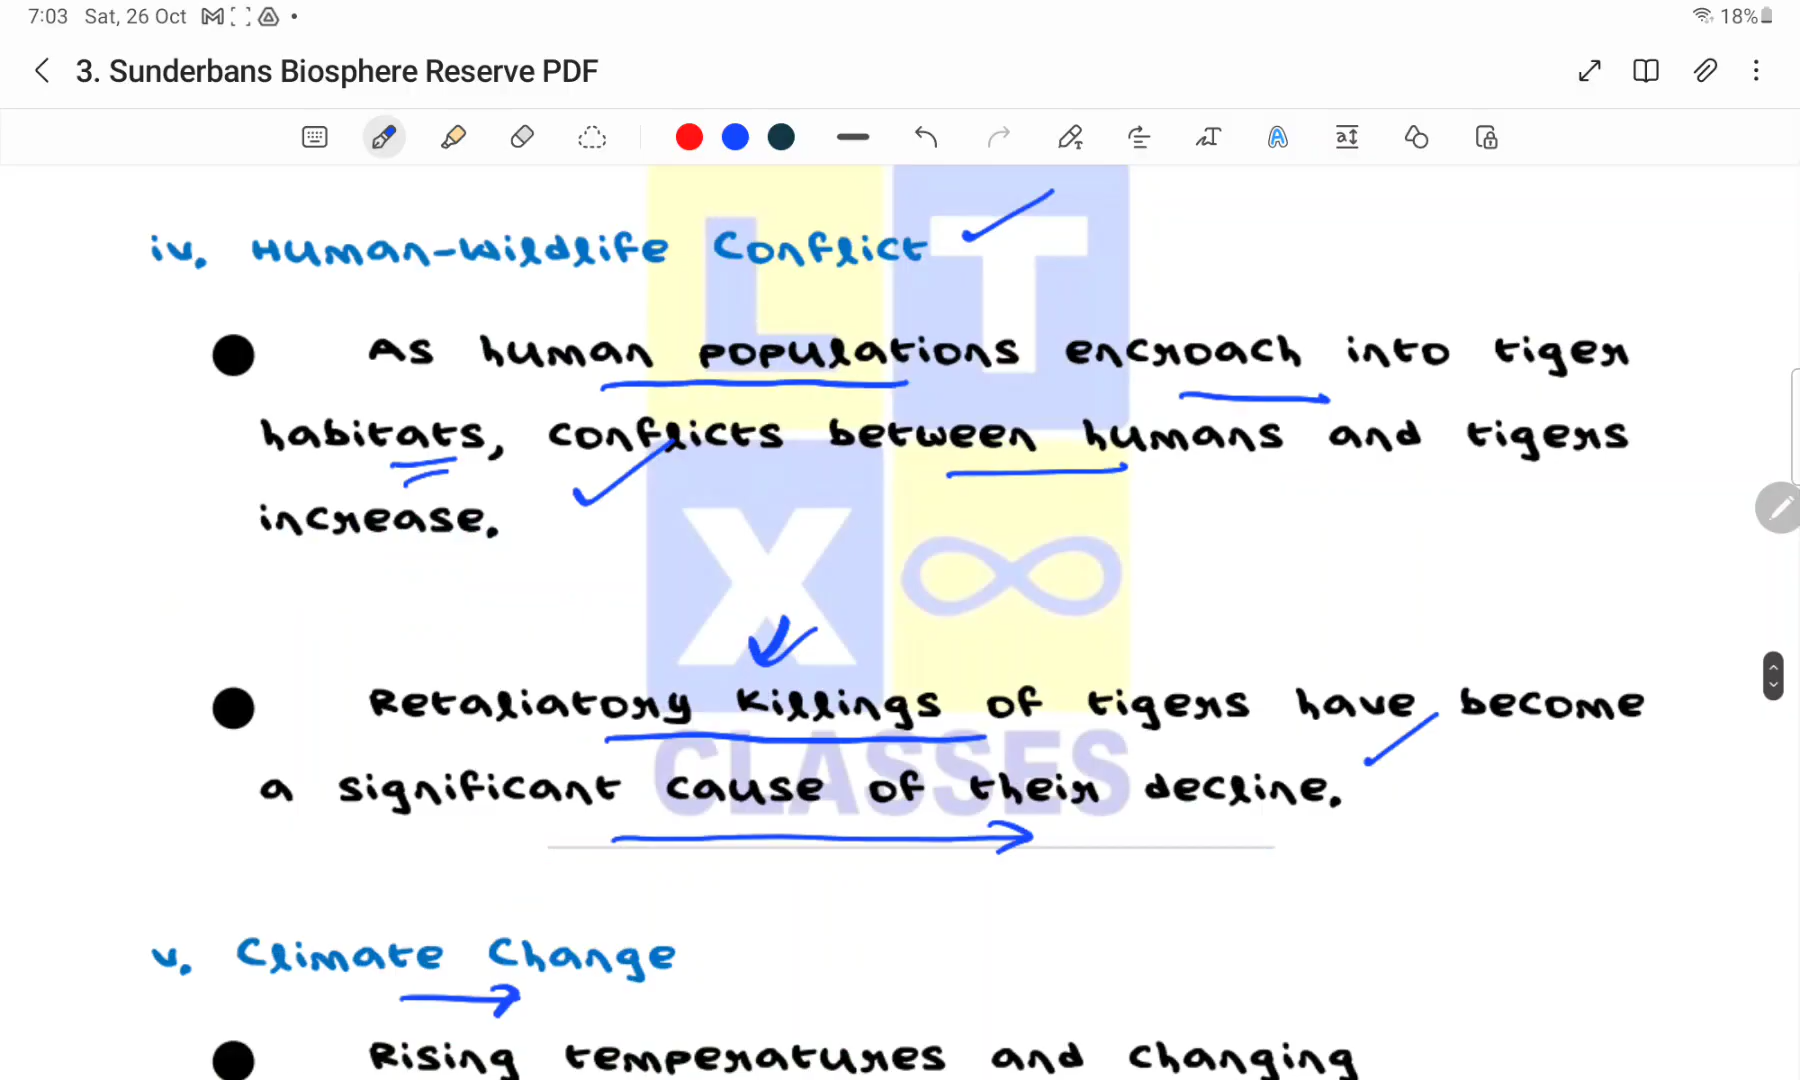 7:03 Sat, 26 Oct
18%
3. Sunderbans Biosphere Reserve PDF
iv. Human-Wildlife Conflict
As human populations encroach into tiger
habitats, conflicts between humans and tigers
increase.
Retaliatory killings of tigers have become
a significant cause of their decline.
v. Climate Change
Rising temperatures and changing
L T
X ∞
CLASSES